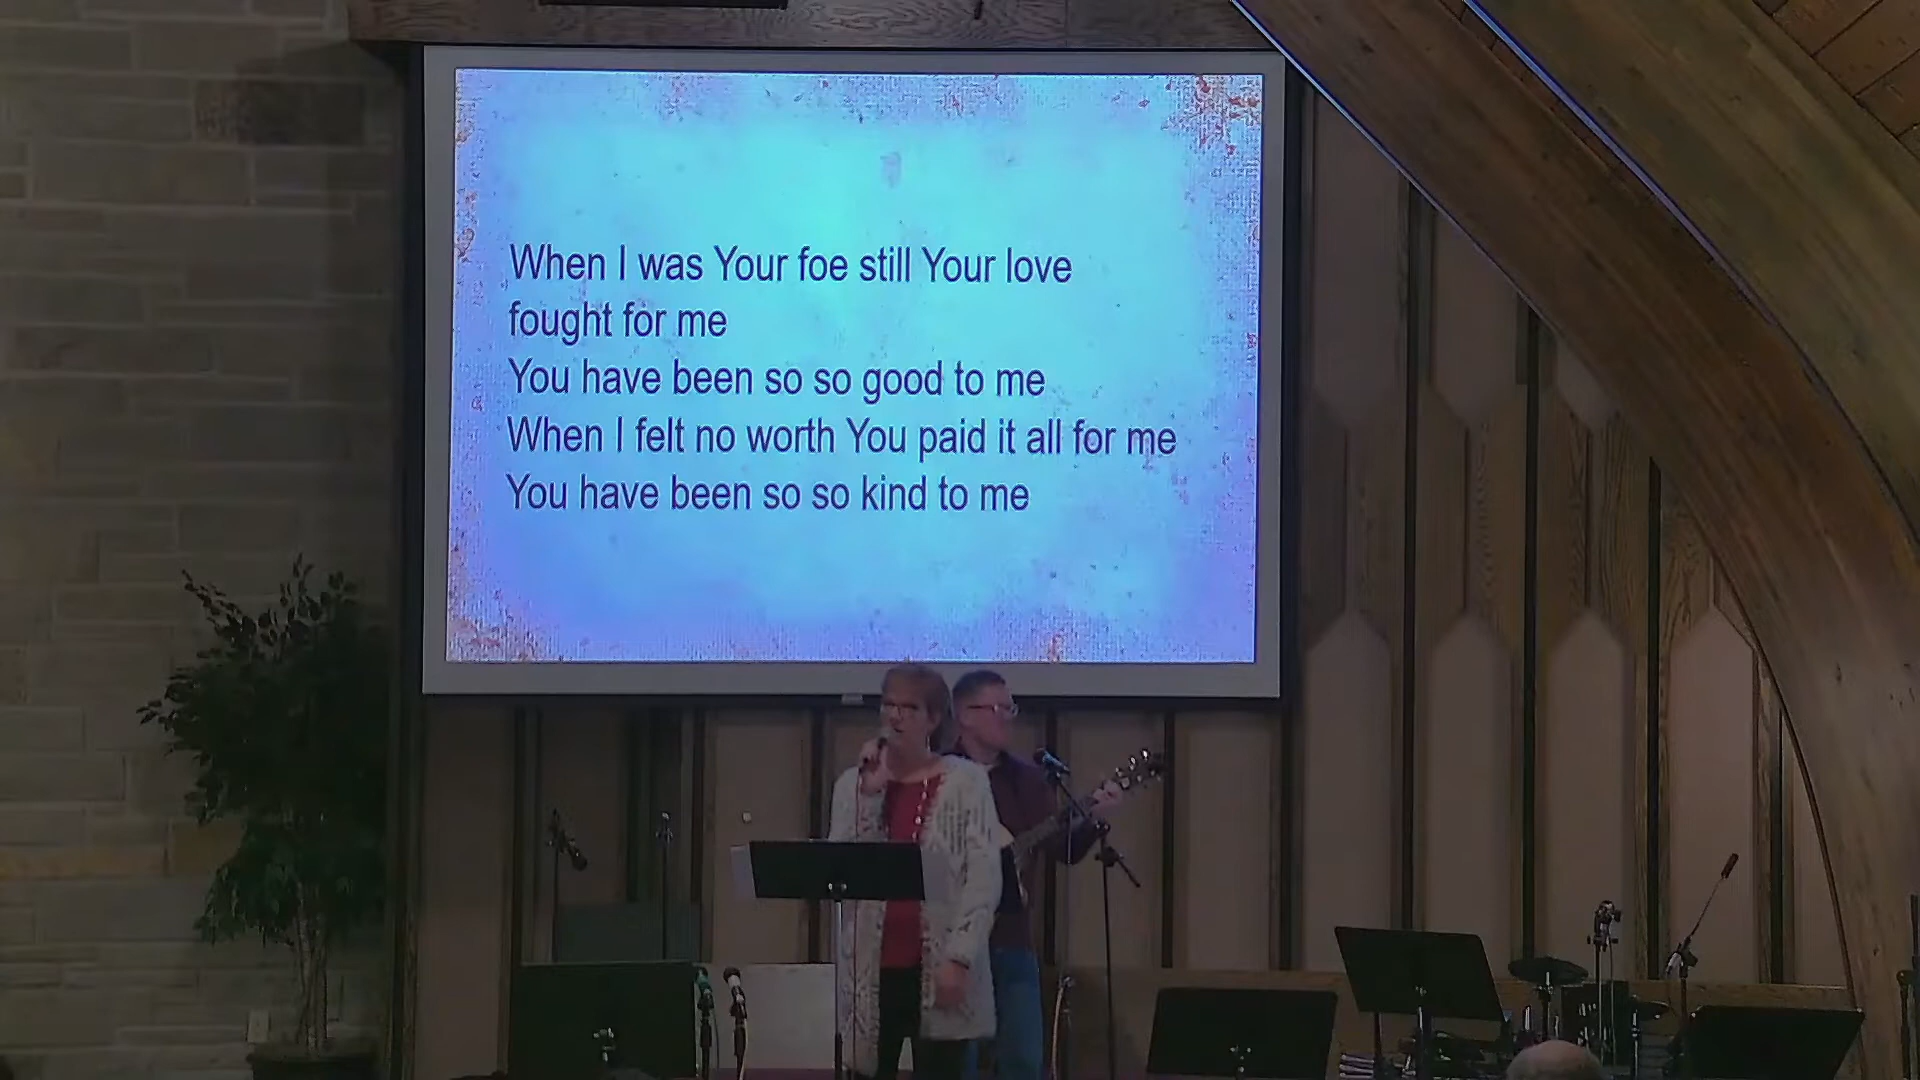 When I was Your foe still Your love
fought for me
You have been so so good to me
When I felt no worth You paid it all for me
You have been so so kind to me